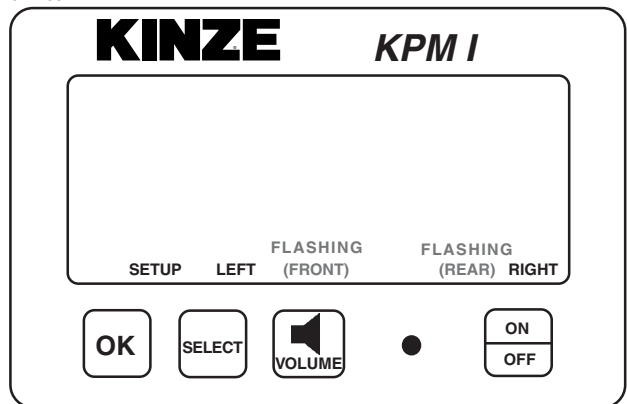 KINZE KPM I
FLASHING FLASHING
SETUP LEFT (FRONT) (REAR) RIGHT
OK SELECT VOLUME ON
OFF